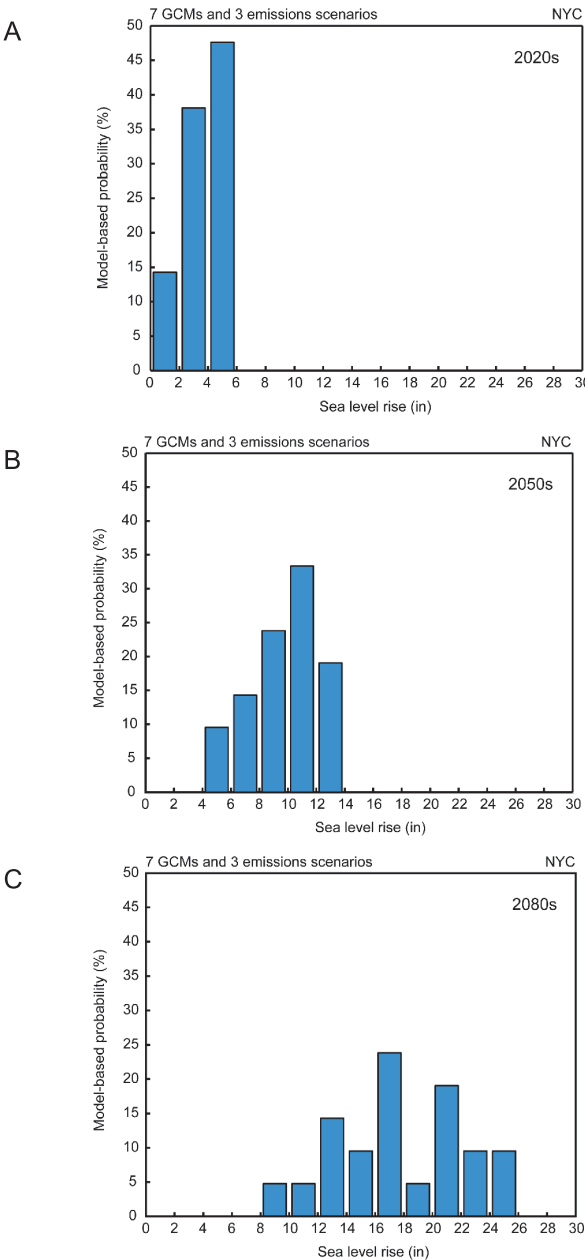 A
7 GCMs and 3 emissions scenarios NYC
2020s
50
45
40
35
30
25
20
15
10
5
0
Model-based probability (%)
0 2 4 6 8 10 12 14 16 18 20 22 24 26 28 30
Sea level rise (in)
B
7 GCMs and 3 emissions scenarios NYC
2050s
50
45
40
35
30
25
20
15
10
5
0
Model-based probability (%)
0 2 4 6 8 10 12 14 16 18 20 22 24 26 28 30
Sea level rise (in)
C
7 GCMs and 3 emissions scenarios NYC
2080s
50
45
40
35
30
25
20
15
10
5
0
Model-based probability (%)
0 2 4 6 8 10 12 14 16 18 20 22 24 26 28 30
Sea level rise (in)